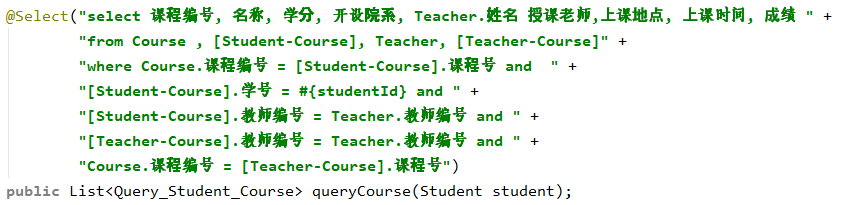 @Select("select 课程编号, 名称, 学分, 开设院系, Teacher.姓名 授课老师,上课地点, 上课时间, 成绩 " +
"from Course , [Student-Course], Teacher, [Teacher-Course]" +
"where Course.课程编号 = [Student-Course].课程号 and  " +
"[Student-Course].学号 = #{studentId} and " +
"[Student-Course].教师编号 = Teacher.教师编号 and " +
"[Teacher-Course].教师编号 = Teacher.教师编号 and " +
"Course.课程编号 = [Teacher-Course].课程号")
public List<Query_Student_Course> queryCourse(Student student);